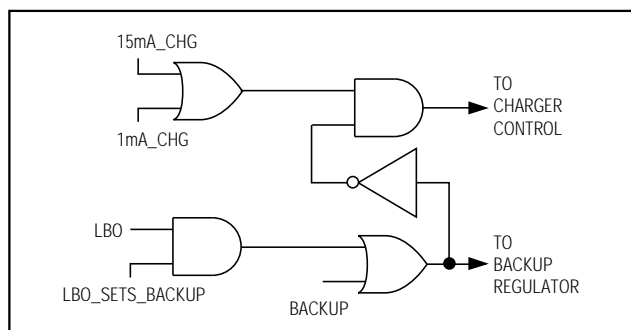 15mA_CHG
1mA_CHG
TO
CHARGER
CONTROL
LBO
LBO_SETS_BACKUP
BACKUP
TO
BACKUP
REGULATOR